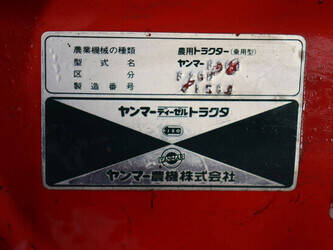 農業機械の種類 農用トラクター(乗用型)
型式名 ヤンマー
区分
製造番号
ヤンマーディーゼルトラクタ
ヤンマー農機株式会社